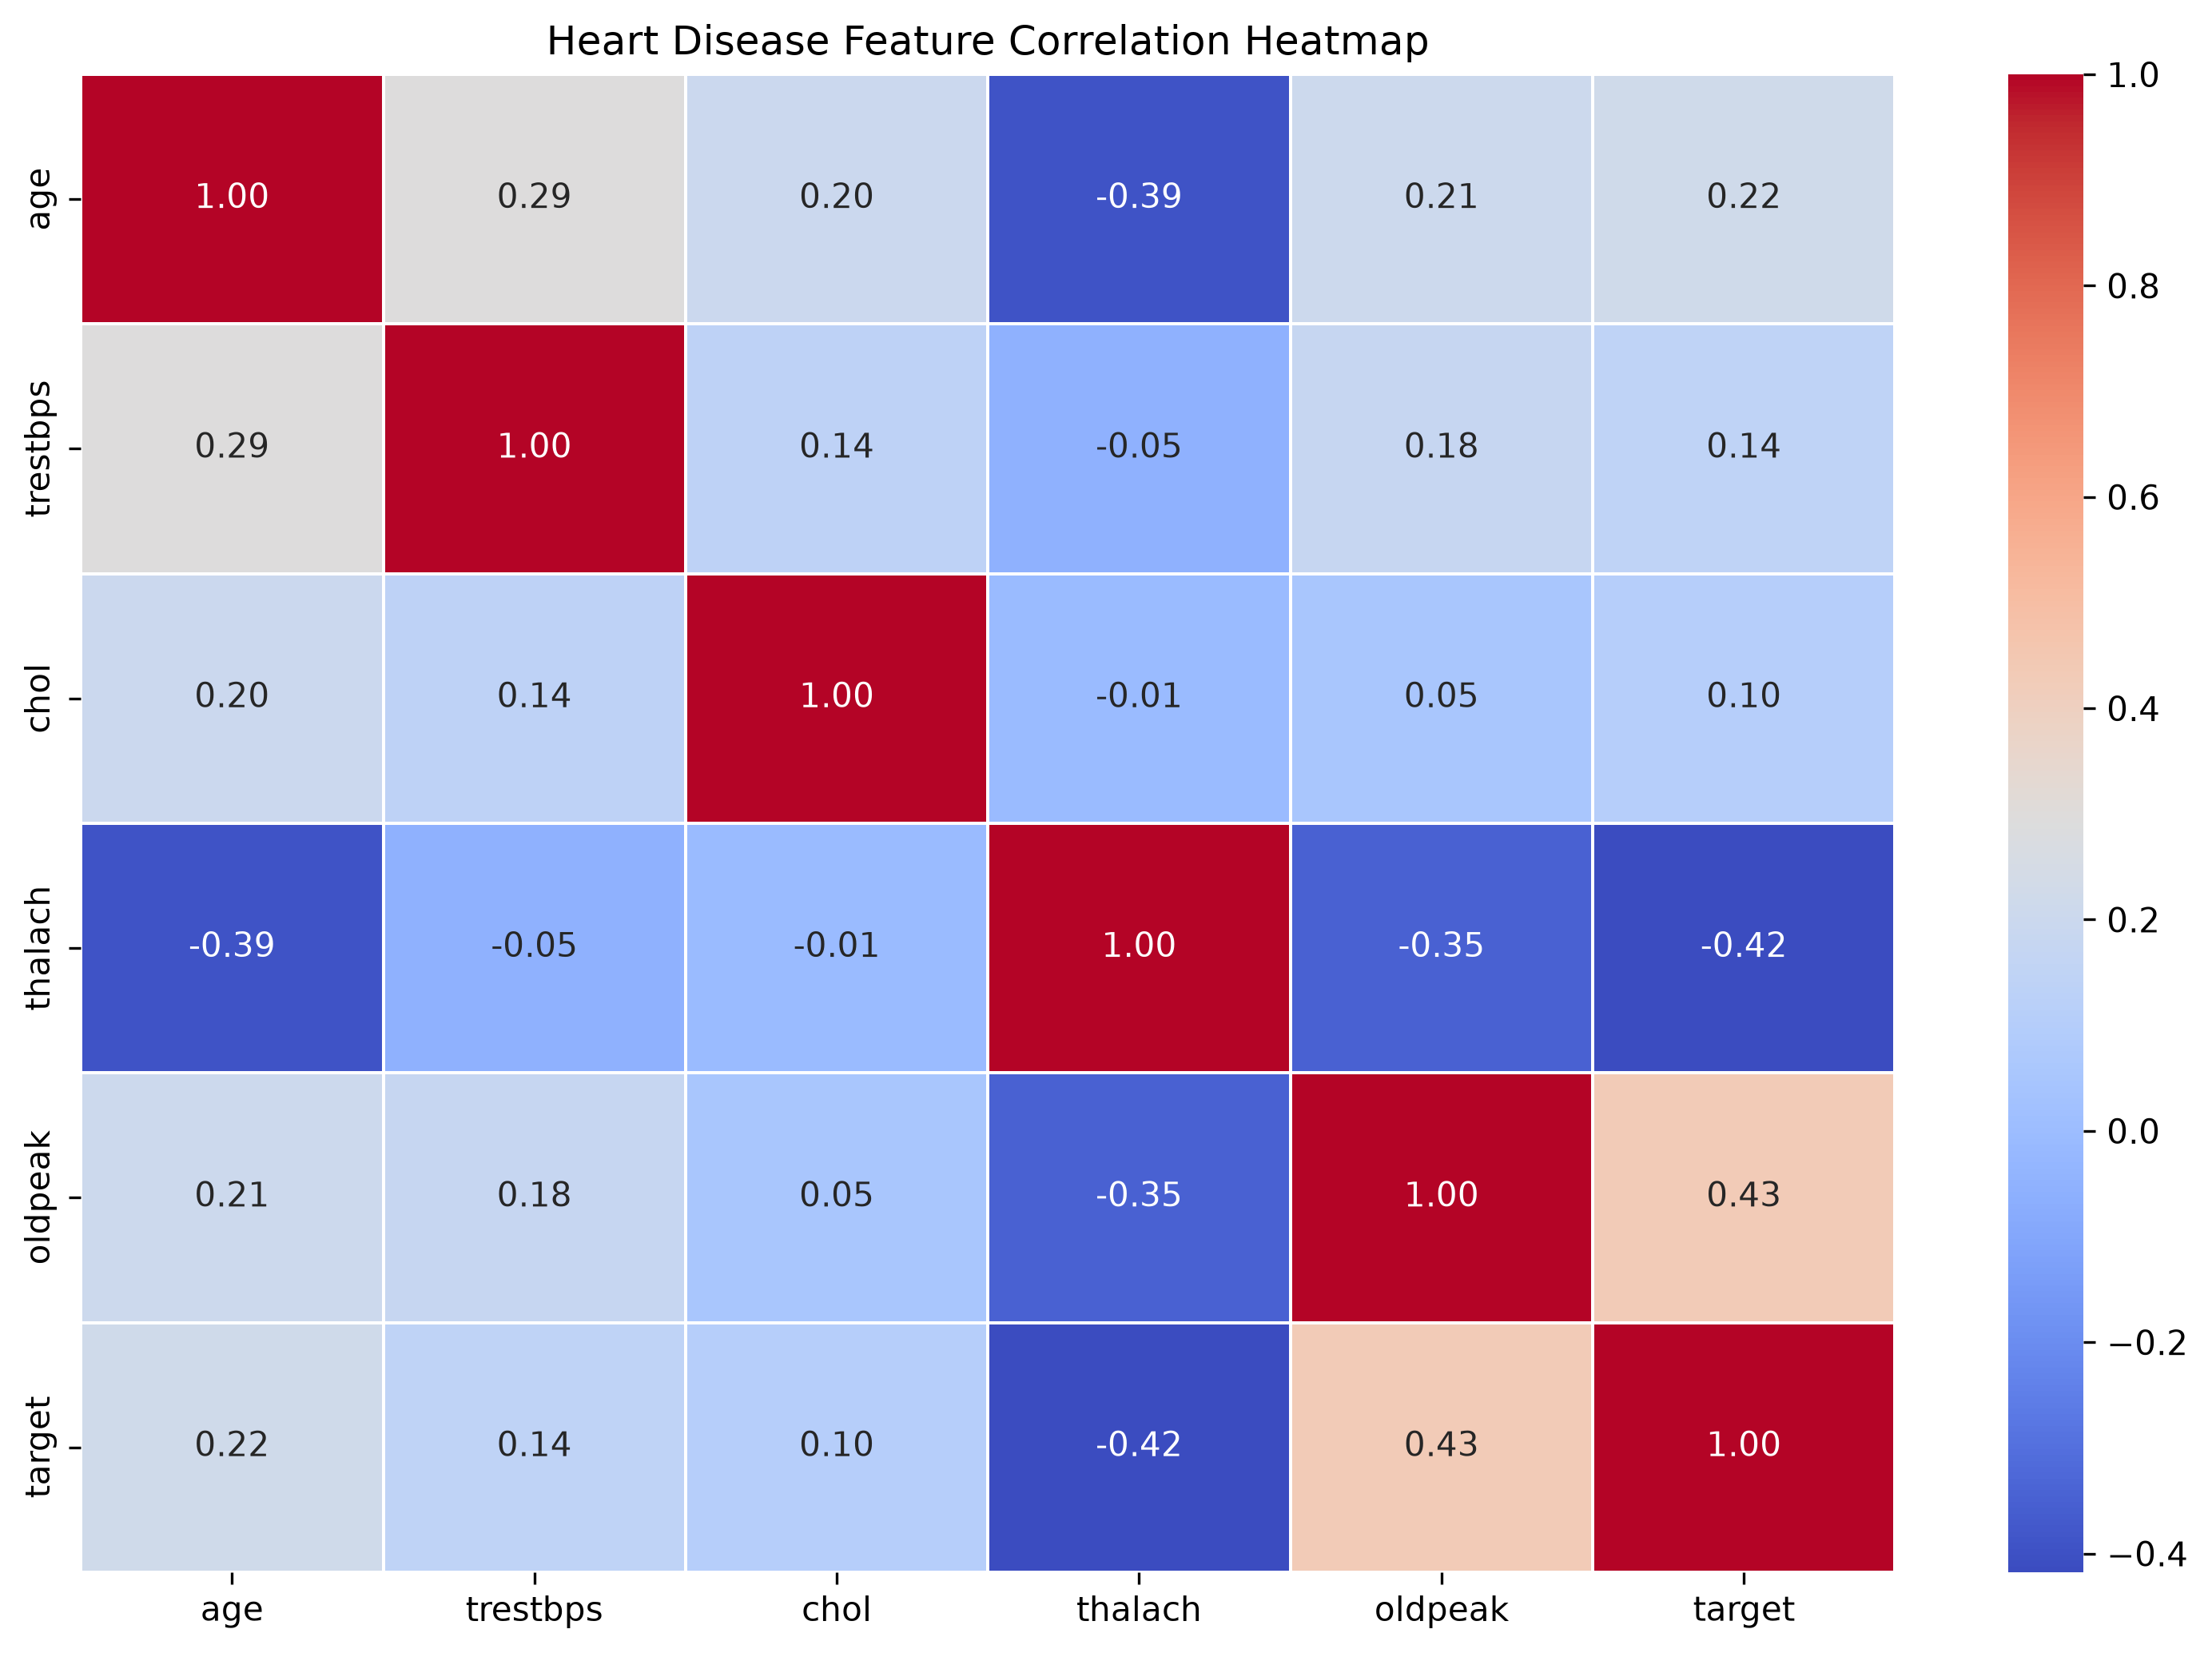 Heart Disease Feature Correlation Heatmap
age 1.00 0.29 0.20 -0.39 0.21 0.22
trestbps 0.29 1.00 0.14 -0.05 0.18 0.14
chol 0.20 0.14 1.00 -0.01 0.05 0.10
thalach -0.39 -0.05 -0.01 1.00 -0.35 -0.42
oldpeak 0.21 0.18 0.05 -0.35 1.00 0.43
target 0.22 0.14 0.10 -0.42 0.43 1.00
age trestbps chol thalach oldpeak target
1.0
0.8
0.6
0.4
0.2
0.0
−0.2
−0.4